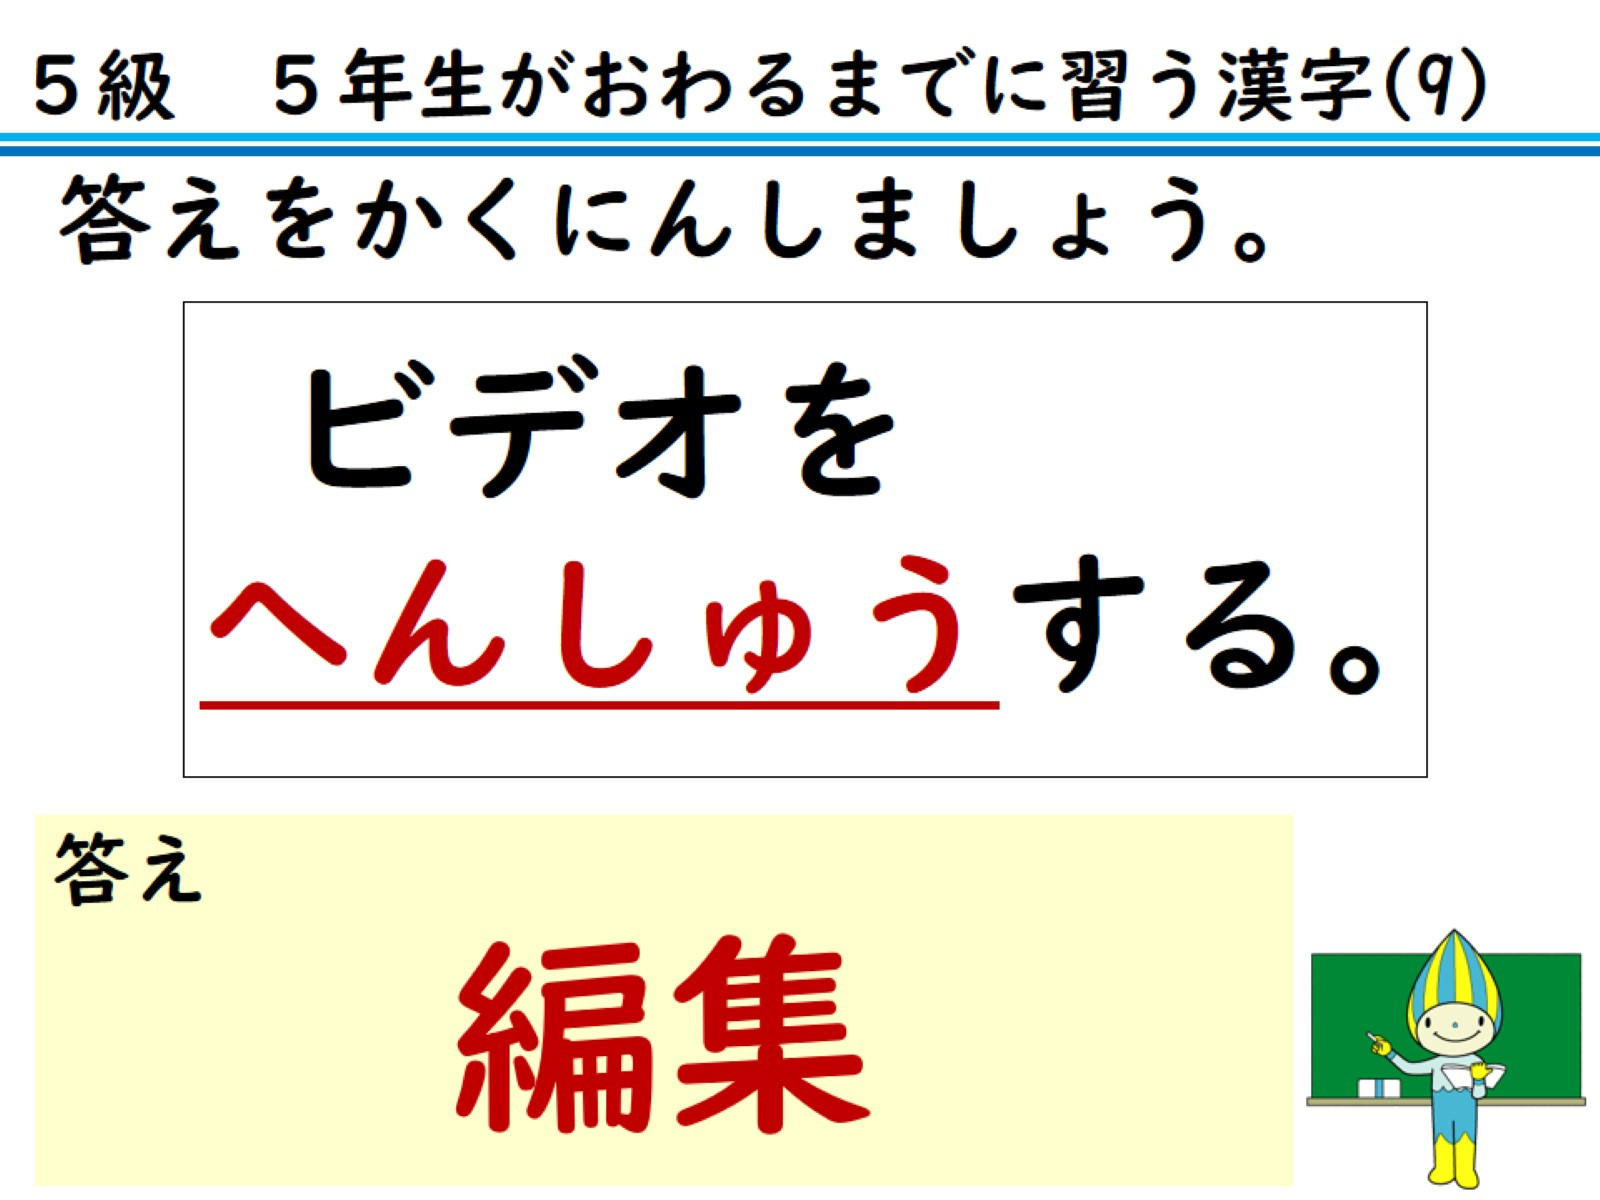 ５級　５年生がおわるまでに習う漢字(9)
答えをかくにんしましょう。
ビデオを
へんしゅうする。
答え
編集